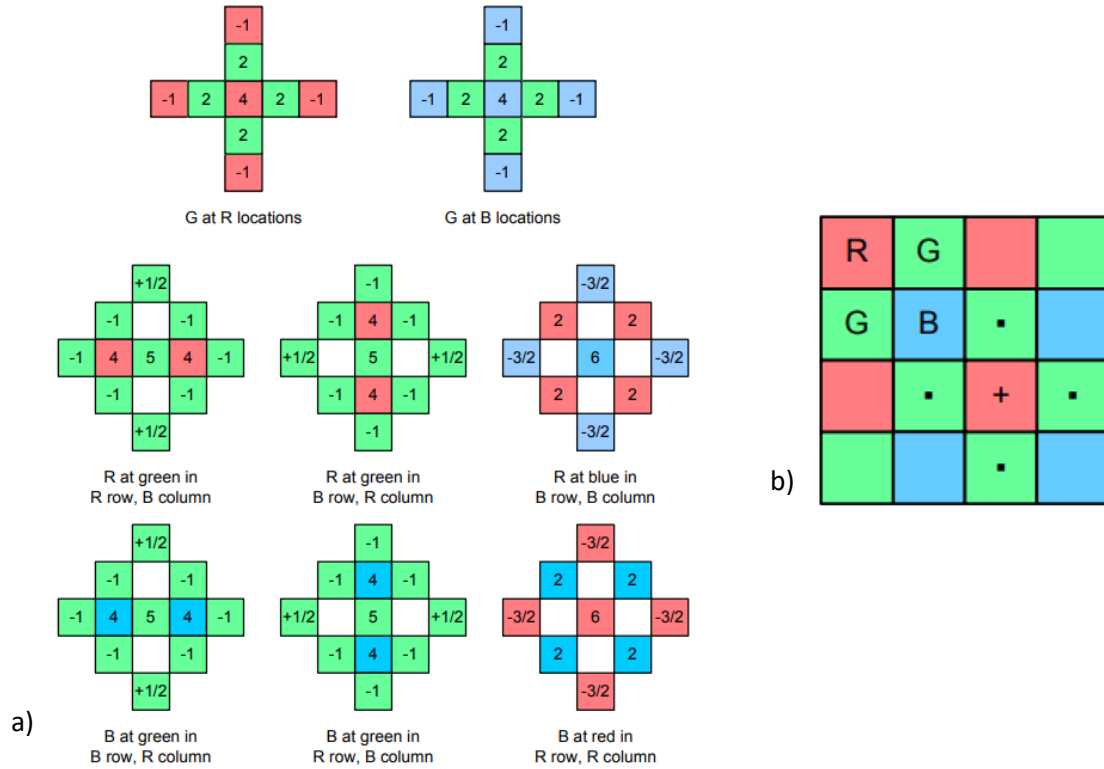 -1
2
-1 2 4 2 -1
2
-1
G at R locations
-1
2
-1 2 4 2 -1
2
-1
G at B locations
+1/2
-1 -1
-1 4 5 4 -1
-1 -1
+1/2
R at green in
R row, B column
-1
-1 4 -1
+1/2 5 +1/2
-1 4 -1
-1
R at green in
B row, R column
-3/2
2 2
-3/2 6 -3/2
2 2
-3/2
R at blue in
B row, B column
+1/2
-1 -1
-1 4 5 4 -1
-1 -1
+1/2
B at green in
B row, R column
-1
-1 4 -1
+1/2 5 +1/2
-1 4 -1
-1
B at green in
R row, B column
-3/2
2 2
-3/2 6 -3/2
2 2
-3/2
B at red in
R row, R column
a)
R G
G B
+
b)